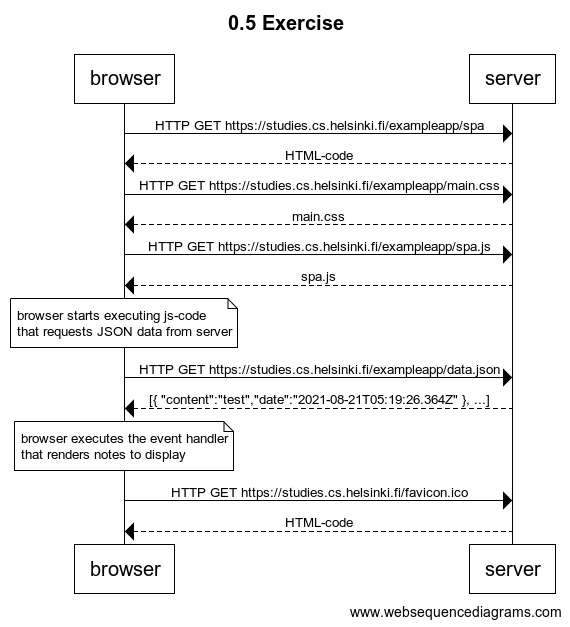 0.5 Exercise
browser
server
HTTP GET https://studies.cs.helsinki.fi/exampleapp/spa
HTML-code
HTTP GET https://studies.cs.helsinki.fi/exampleapp/main.css
main.css
HTTP GET https://studies.cs.helsinki.fi/exampleapp/spa.js
spa.js
browser starts executing js-code
that requests JSON data from server
HTTP GET https://studies.cs.helsinki.fi/exampleapp/data.json
[{ "content":"test","date":"2021-08-21T05:19:26.364Z" }, ...]
browser executes the event handler
that renders notes to display
HTTP GET https://studies.cs.helsinki.fi/favicon.ico
HTML-code
browser
server
www.websequencediagrams.com